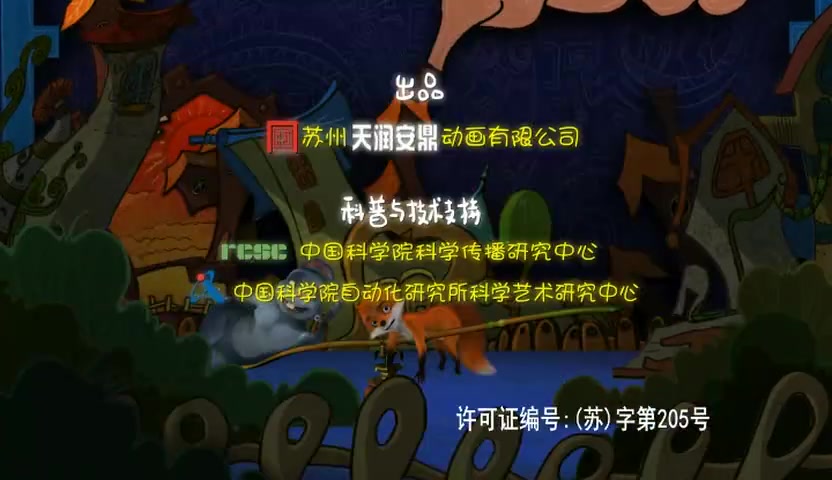 出品
苏州天润安鼎动画有限公司
科普与技术支持
rcsc 中国科学院科学传播研究中心
中国科学院自动化研究所科学艺术研究中心
许可证编号:(苏)字第205号